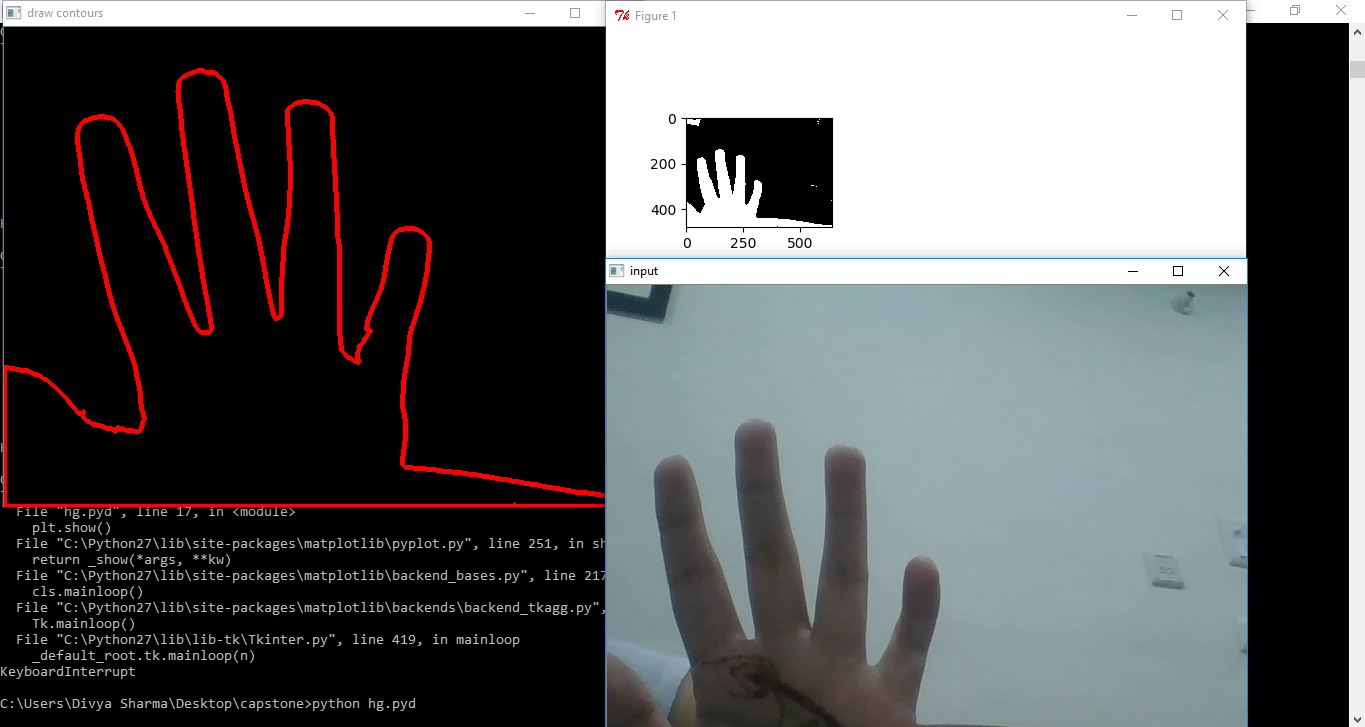 draw contours
Figure 1
0
200
400
0
250
500
input
File "hg.pyd", line 17, in <module>
plt.show()
File "C:\Python27\lib\site-packages\matplotlib\pyplot.py", line 251, in sh
return _show(*args, **kw)
File "C:\Python27\lib\site-packages\matplotlib\backend_bases.py", line 217
cls.mainloop()
File "C:\Python27\lib\site-packages\matplotlib\backends\backend_tkagg.py",
Tk.mainloop()
File "C:\Python27\lib\lib-tk\Tkinter.py", line 419, in mainloop
_default_root.tk.mainloop(n)
KeyboardInterrupt
C:\Users\Divya Sharma\Desktop\capstone>python hg.pyd